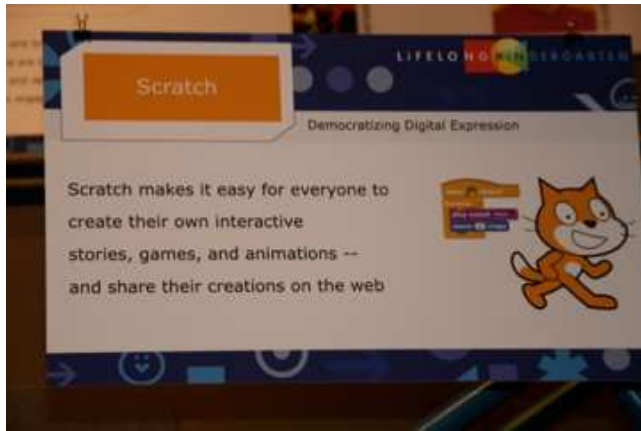 LIFELONG KINDERGARTEN
Scratch
Democratizing Digital Expression
Scratch makes it easy for everyone to
create their own interactive
stories, games, and animations --
and share their creations on the web